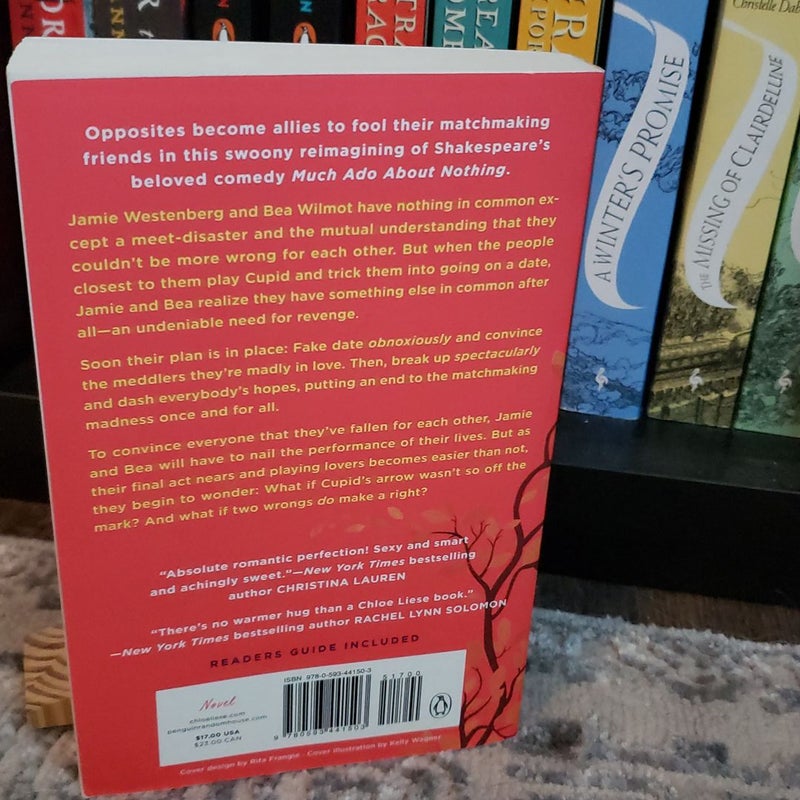 Opposites become allies to fool their matchmaking
friends in this swoony reimagining of Shakespeare's
beloved comedy Much Ado About Nothing.
Jamie Westenberg and Bea Wilmot have nothing in common ex-
cept a meet-disaster and the mutual understanding that they
couldn't be more wrong for each other. But when the people
closest to them play Cupid and trick them into going on a date,
Jamie and Bea realize they have something else in common after
all—an undeniable need for revenge.
Soon their plan is in place: Fake date obnoxiously and convince
the meddlers they're madly in love. Then, break up spectacularly
and dash everybody's hopes, putting an end to the matchmaking
madness once and for all.
To convince everyone that they've fallen for each other, Jamie
and Bea will have to nail the performance of their lives. But as
their final act nears and playing lovers becomes easier than not,
they begin to wonder: What if Cupid's arrow wasn't so off the
mark? And what if two wrongs do make a right?
"Absolute romantic perfection! Sexy and smart
and achingly sweet."—New York Times bestselling
author CHRISTINA LAUREN
"There's no warmer hug than a Chloe Liese book."
—New York Times bestselling author RACHEL LYNN SOLOMON
READERS GUIDE INCLUDED
Novel
chloeliese.com
penguinrandomhouse.com
$17.00 USA
$23.00 CAN
ISBN 978-0-593-44150-3
51700
9 780593 441503
Cover design by Rita Frangie · Cover illustration by Kelly Wagner
A WINTER'S PROMISE
THE MISSING OF CLAIRDELUNE
Christelle